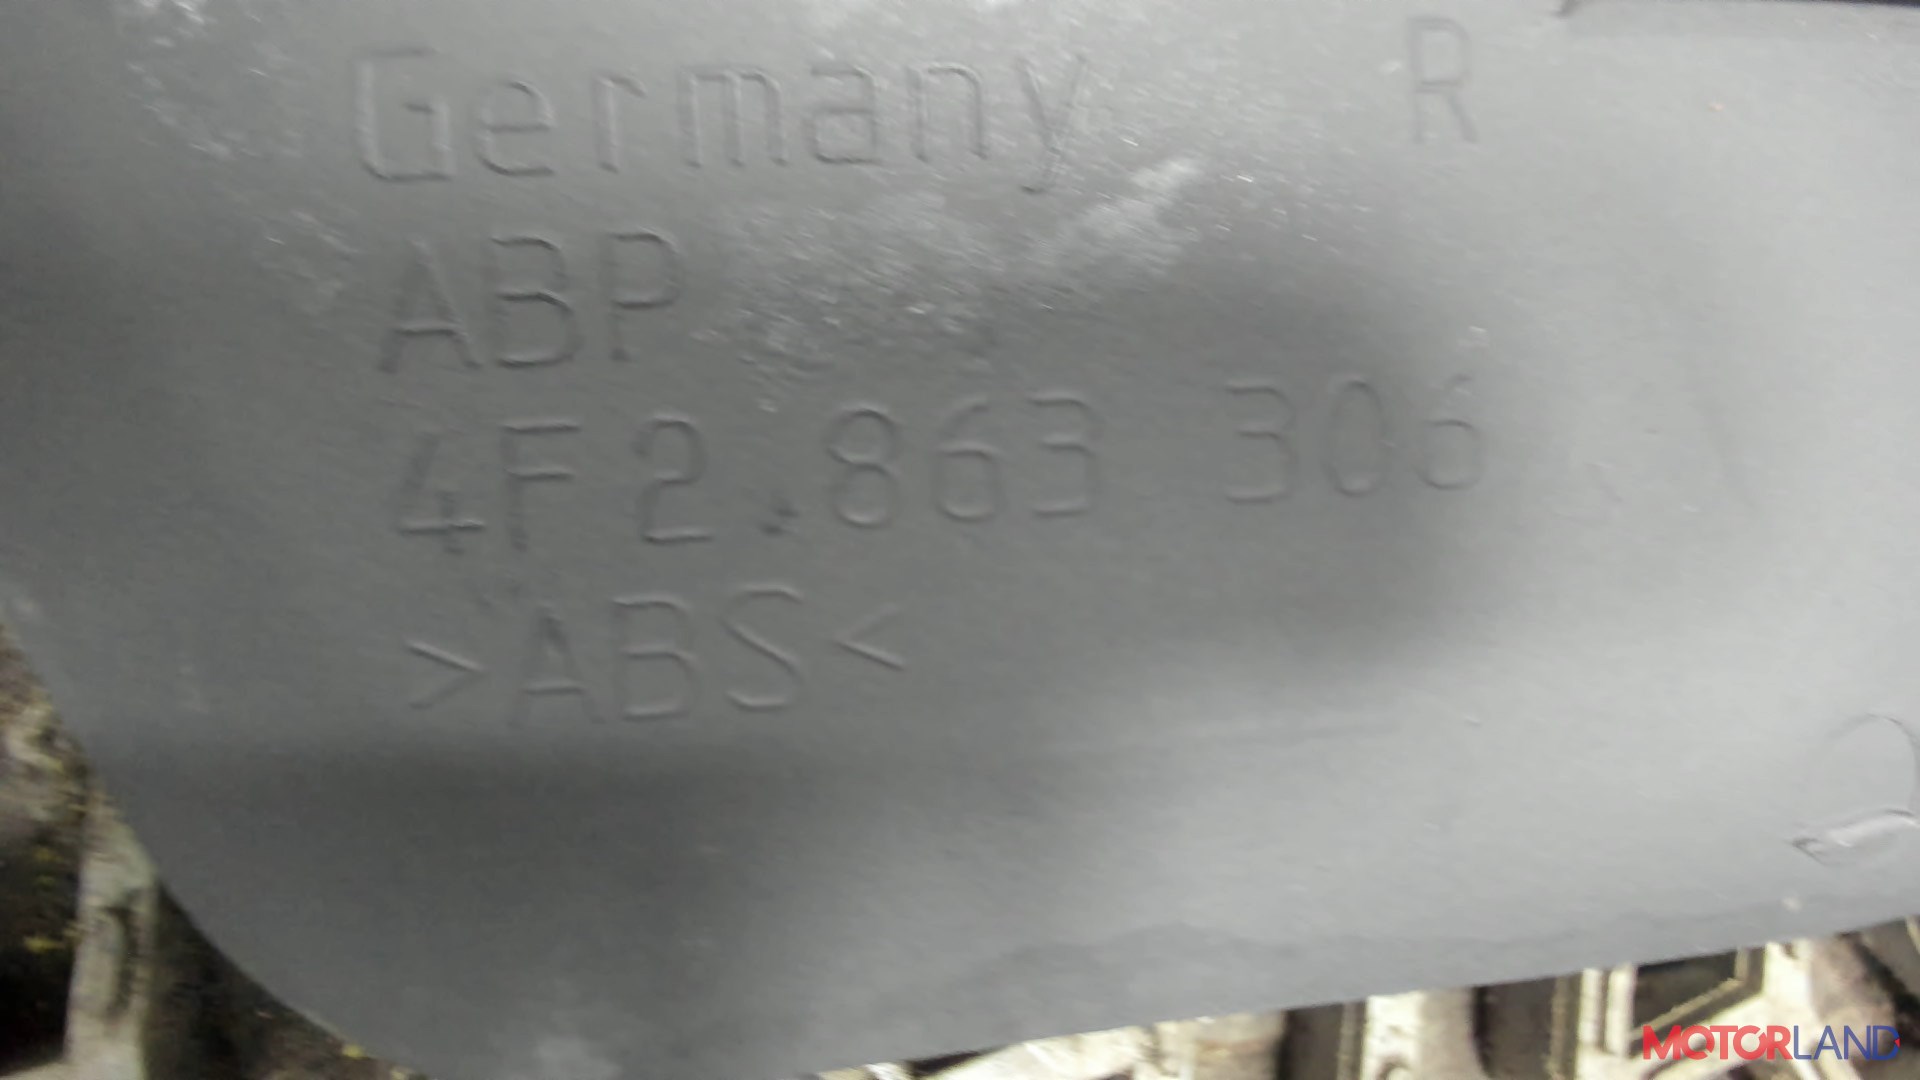 Germany R
ABP
4F2.863 306
>ABS<
MOTORLAND